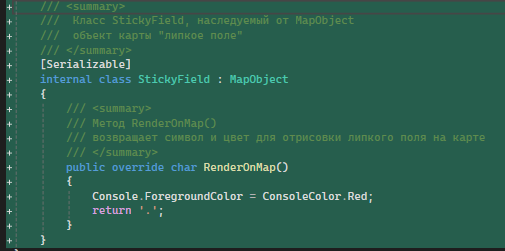 + /// <summary>
+ /// Класс StickyField, наследуемый от MapObject
+ /// объект карты "липкое поле"
+ /// </summary>
+ [Serializable]
+ internal class StickyField : MapObject
+ {
+ /// <summary>
+ /// Метод RenderOnMap()
+ /// возвращает символ и цвет для отрисовки липкого поля на карте
+ /// </summary>
+ public override char RenderOnMap()
+ {
+ Console.ForegroundColor = ConsoleColor.Red;
+ return '.';
+ }
+ }